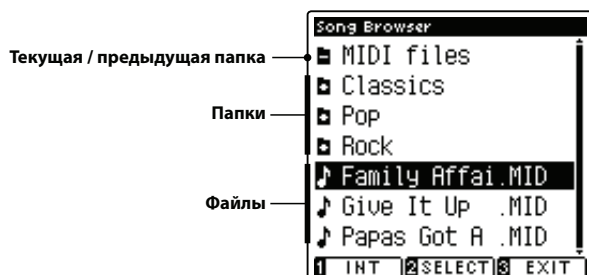 Song Browser
Текущая / предыдущая папка
MIDI files
Classics
Папки
Pop
Rock
Family Affai.MID
Файлы
Give It Up .MID
Papas Got A .MID
1 INT 2 SELECT 3 EXIT